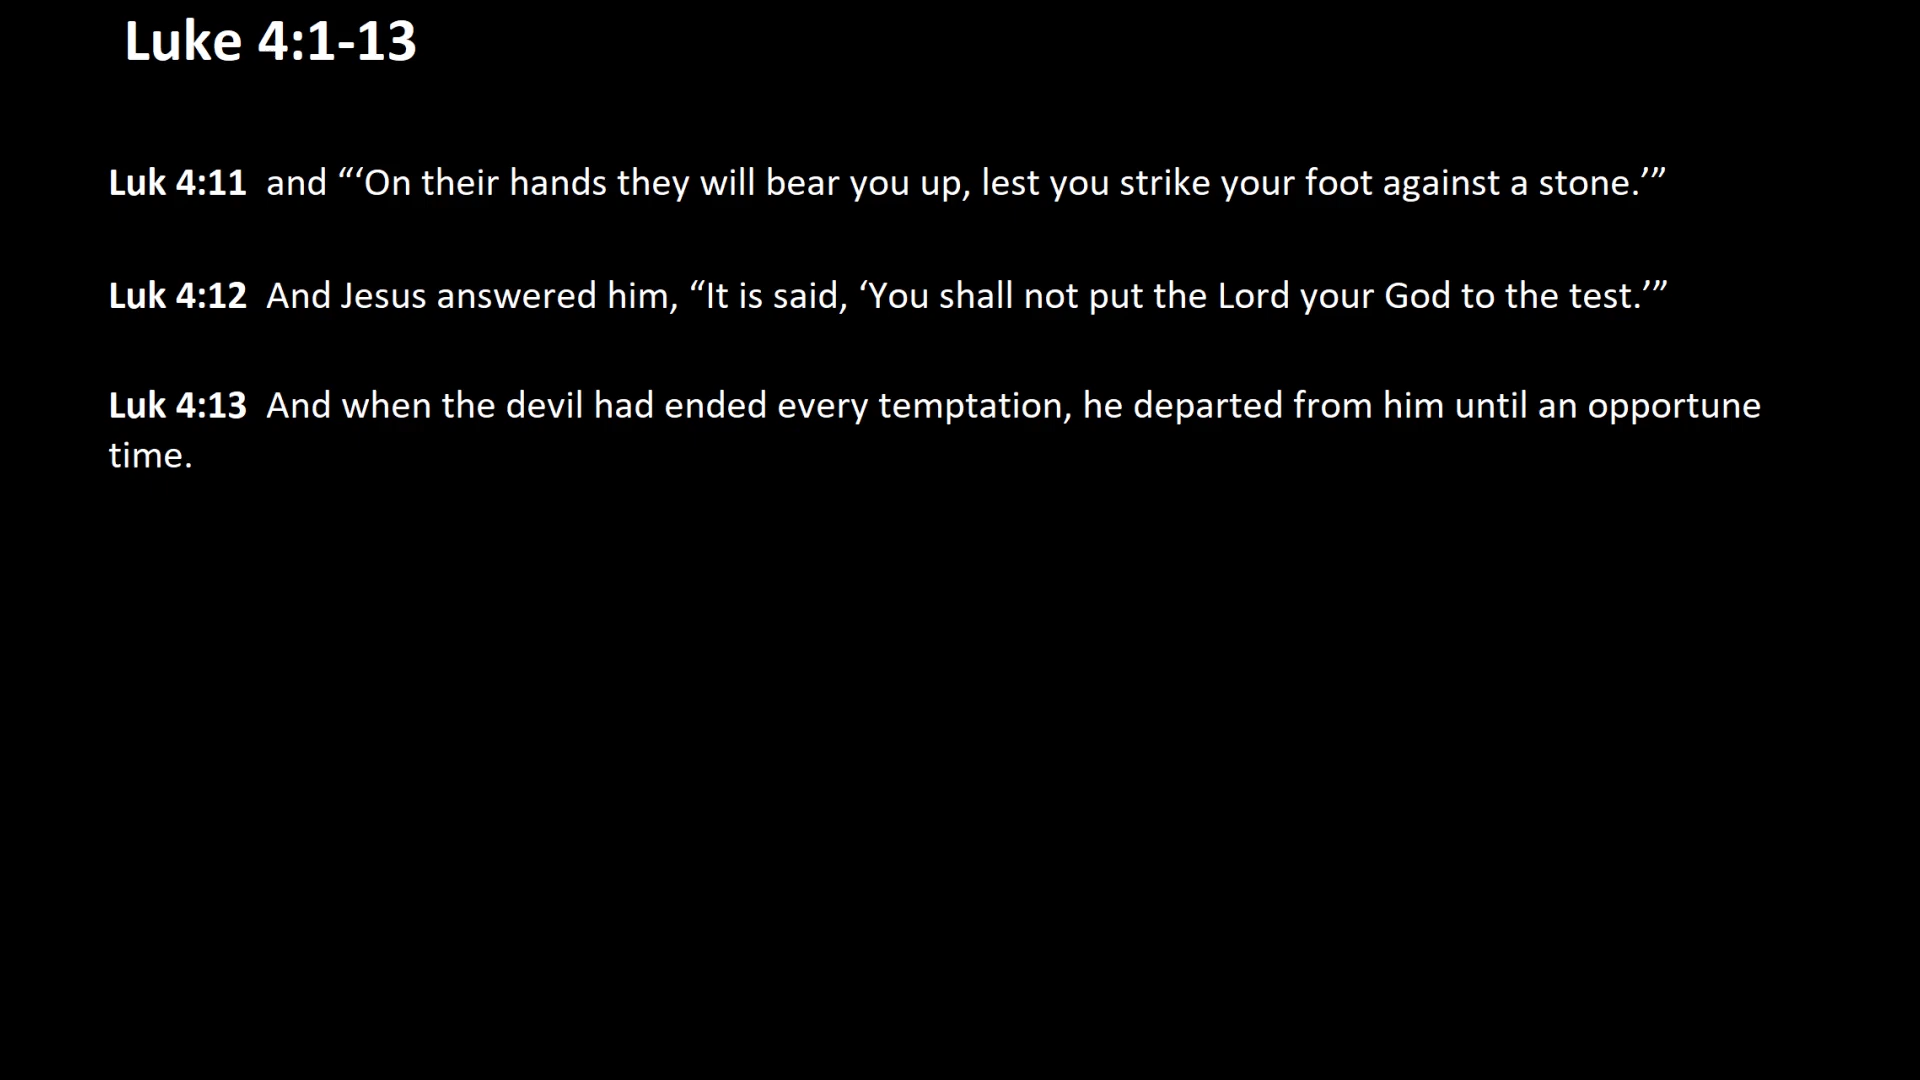 Luke 4:1-13
Luk 4:11  and “‘On their hands they will bear you up, lest you strike your foot against a stone.’”
Luk 4:12  And Jesus answered him, “It is said, ‘You shall not put the Lord your God to the test.’”
Luk 4:13  And when the devil had ended every temptation, he departed from him until an opportune
time.